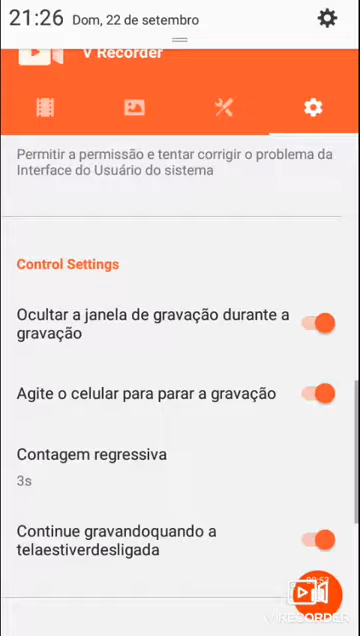 21:26 Dom, 22 de setembro
V Recorder
Permitir a permissão e tentar corrigir o problema da
Interface do Usuário do sistema
Control Settings
Ocultar a janela de gravação durante a
gravação
Agite o celular para parar a gravação
Contagem regressiva
3s
Continue gravandoquando a
telaestiverdesligada
V RECORDER